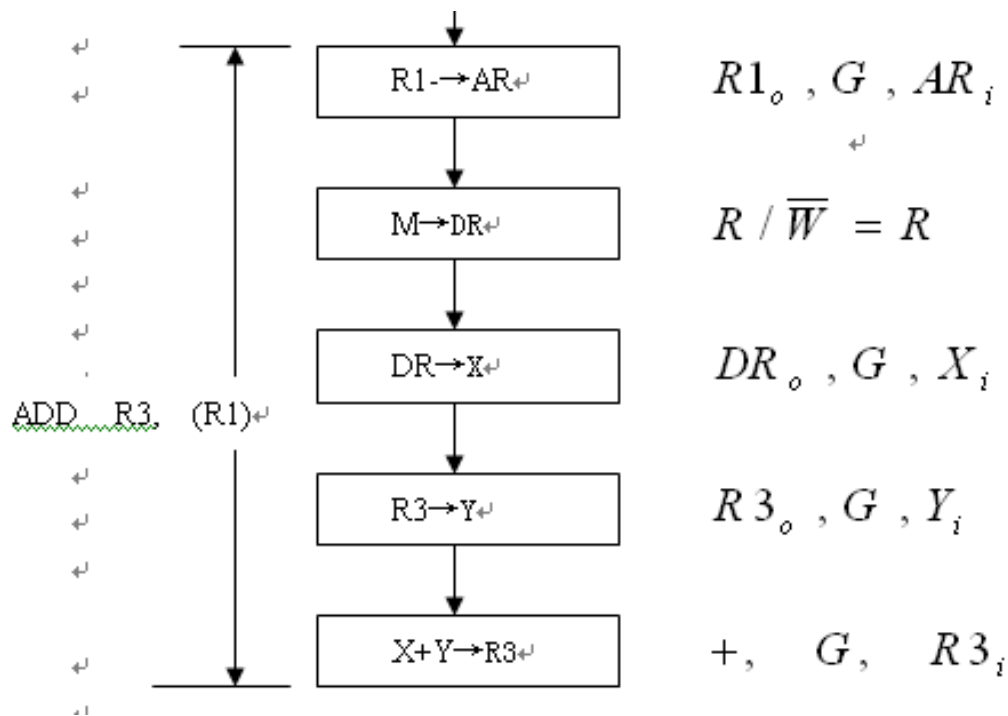 R1-→AR↵ R1ₒ , G , ARᵢ
M→DR↵ R / W̅ = R
DR→X↵ DRₒ , G , Xᵢ
ADD R3, (R1)↵
R3→Y↵ R3ₒ , G , Yᵢ
X+Y→R3↵ +, G, R3ᵢ